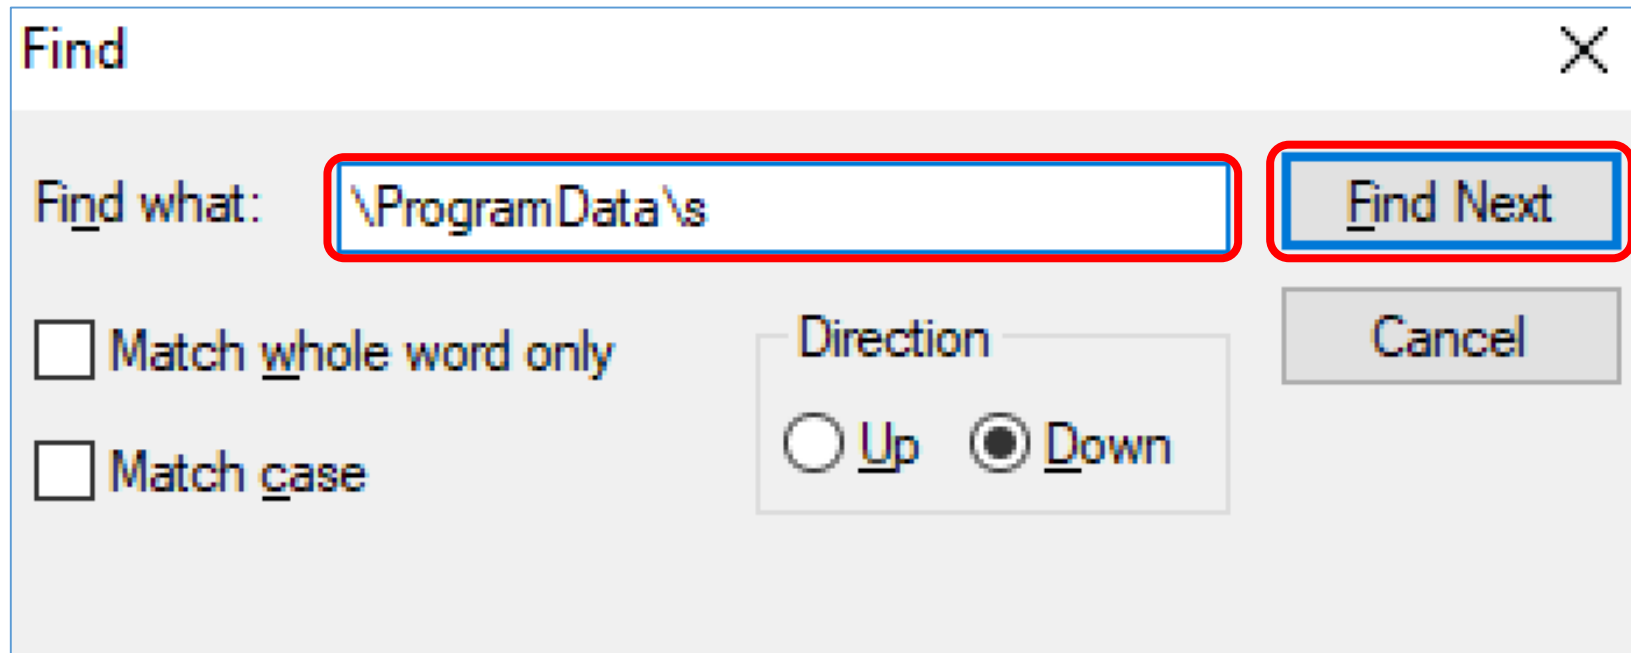 Find
Find what: \ProgramData\s Find Next
Match whole word only Direction Cancel
Up Down
Match case